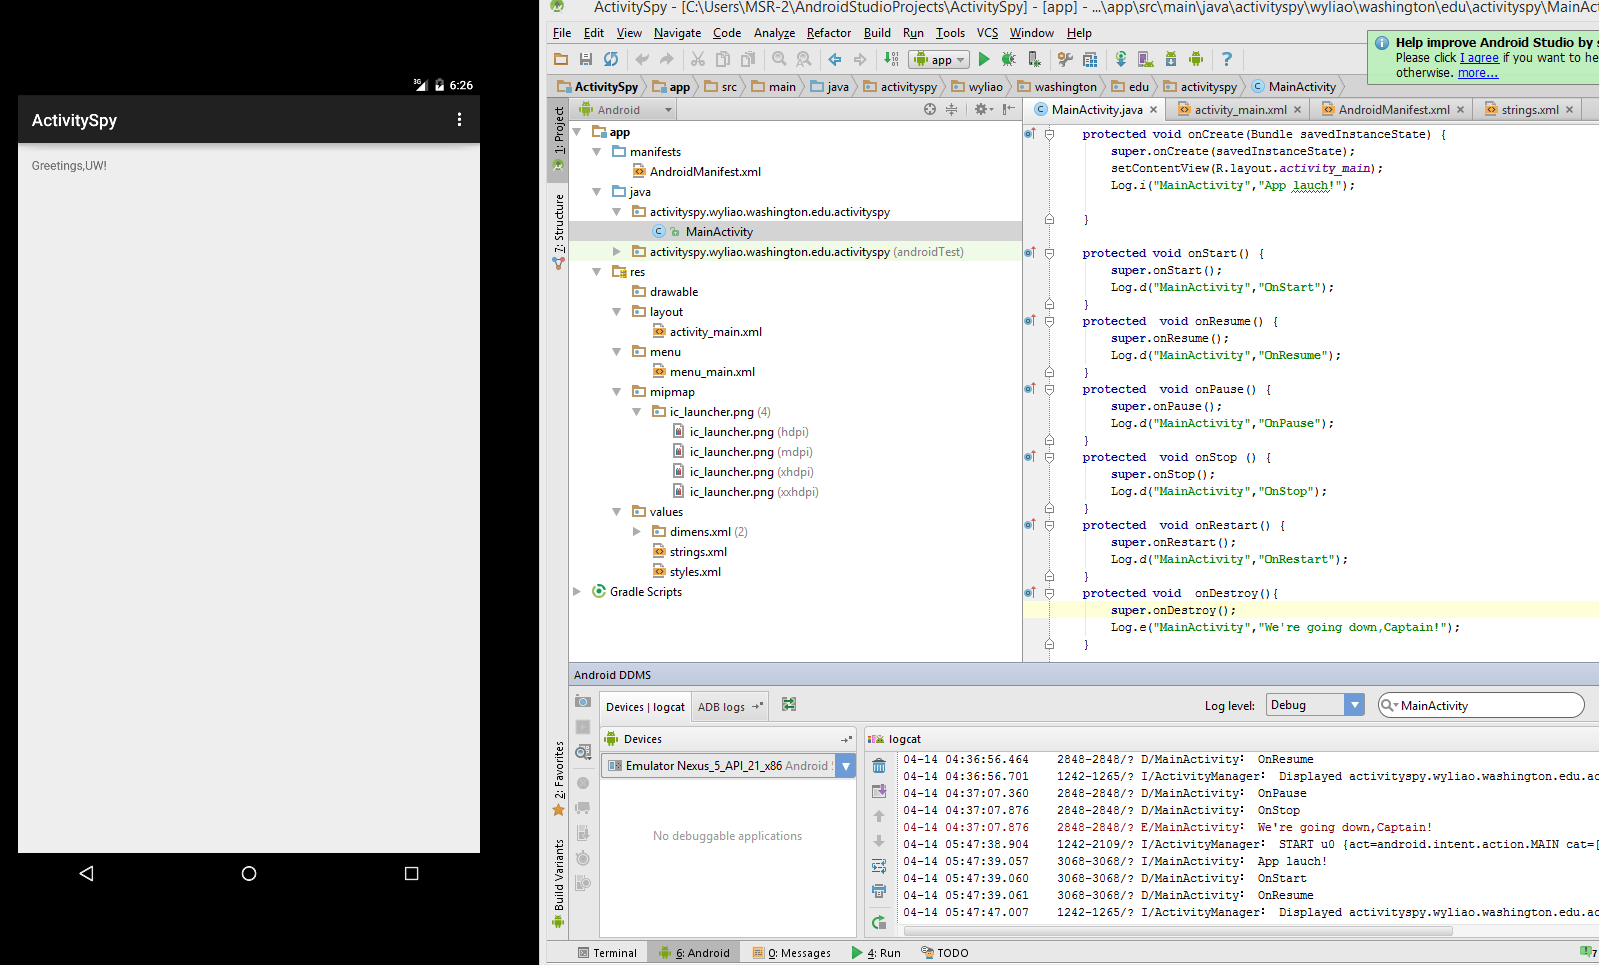 3G 6:26
ActivitySpy
Greetings,UW!
ActivitySpy - [C:\Users\MSR-2\AndroidStudioProjects\ActivitySpy] - [app] - ...\app\src\main\java\activityspy\wyliao\washington\edu\activityspy\MainAc
File Edit View Navigate Code Analyze Refactor Build Run Tools VCS Window Help
app
Help improve Android Studio by s
Please click I agree if you want to he
otherwise. more...
ActivitySpy app src main java activityspy wyliao washington edu activityspy MainActivity
1: Project
7: Structure
2: Favorites
Build Variants
Android
app
manifests
AndroidManifest.xml
java
activityspy.wyliao.washington.edu.activityspy
MainActivity
activityspy.wyliao.washington.edu.activityspy (androidTest)
res
drawable
layout
activity_main.xml
menu
menu_main.xml
mipmap
ic_launcher.png (4)
ic_launcher.png (hdpi)
ic_launcher.png (mdpi)
ic_launcher.png (xhdpi)
ic_launcher.png (xxhdpi)
values
dimens.xml (2)
strings.xml
styles.xml
Gradle Scripts
MainActivity.java activity_main.xml AndroidManifest.xml strings.xml
protected void onCreate(Bundle savedInstanceState) {
super.onCreate(savedInstanceState);
setContentView(R.layout.activity_main);
Log.i("MainActivity","App lauch!");
}
protected void onStart() {
super.onStart();
Log.d("MainActivity","OnStart");
}
protected  void onResume() {
super.onResume();
Log.d("MainActivity","OnResume");
}
protected  void onPause() {
super.onPause();
Log.d("MainActivity","OnPause");
}
protected  void onStop () {
super.onStop();
Log.d("MainActivity","OnStop");
}
protected  void onRestart() {
super.onRestart();
Log.d("MainActivity","OnRestart");
}
protected void  onDestroy(){
super.onDestroy();
Log.e("MainActivity","We're going down,Captain!");
}
Android DDMS
Devices | logcat ADB logs
Log level: Debug MainActivity
Devices
Emulator Nexus_5_API_21_x86 Android
No debuggable applications
logcat
04-14 04:36:56.464 2848-2848/? D/MainActivity: OnResume
04-14 04:36:56.701 1242-1265/? I/ActivityManager: Displayed activityspy.wyliao.washington.edu.ac
04-14 04:37:07.360 2848-2848/? D/MainActivity: OnPause
04-14 04:37:07.876 2848-2848/? D/MainActivity: OnStop
04-14 04:37:07.876 2848-2848/? E/MainActivity: We're going down,Captain!
04-14 05:47:38.904 1242-2109/? I/ActivityManager: START u0 {act=android.intent.action.MAIN cat=[
04-14 05:47:39.057 3068-3068/? I/MainActivity: App lauch!
04-14 05:47:39.060 3068-3068/? D/MainActivity: OnStart
04-14 05:47:39.061 3068-3068/? D/MainActivity: OnResume
04-14 05:47:47.007 1242-1265/? I/ActivityManager: Displayed activityspy.wyliao.washington.edu.ac
Terminal 6: Android 0: Messages 4: Run TODO
7